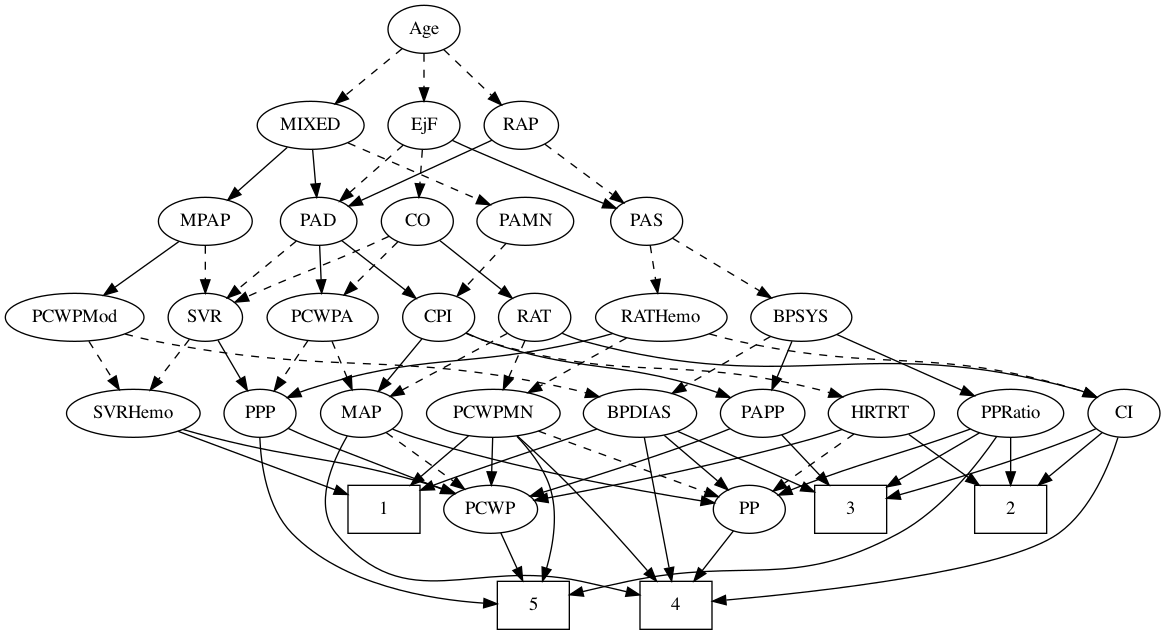 Age
MIXED EjF RAP
MPAP PAD CO PAMN PAS
PCWPMod SVR PCWPA CPI RAT RATHemo BPSYS
SVRHemo PPP MAP PCWPMN BPDIAS PAPP HRTRT PPRatio CI
1 PCWP PP 3 2
5 4